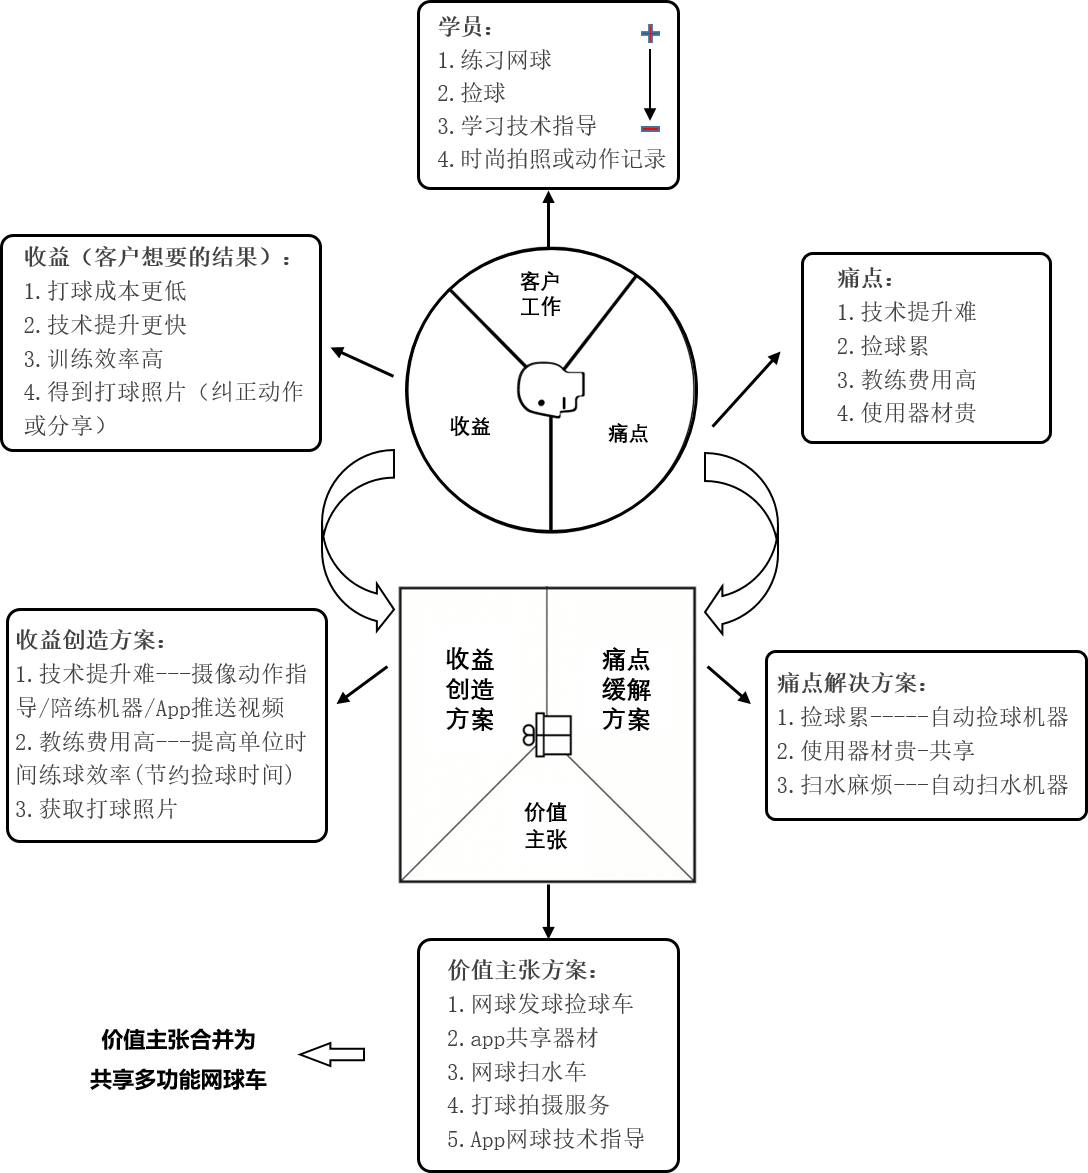 学员：
1.练习网球
2.捡球
3.学习技术指导
4.时尚拍照或动作记录
收益（客户想要的结果）：
1.打球成本更低
2.技术提升更快
3.训练效率高
4.得到打球照片（纠正动作
或分享）
客户
工作
收益
痛点
痛点：
1.技术提升难
2.捡球累
3.教练费用高
4.使用器材贵
收益创造方案：
1.技术提升难---摄像动作指
导/陪练机器/App推送视频
2.教练费用高---提高单位时
间练球效率(节约捡球时间)
3.获取打球照片
收益
创造
方案
痛点
缓解
方案
价值
主张
痛点解决方案：
1.捡球累-----自动捡球机器
2.使用器材贵-共享
3.扫水麻烦---自动扫水机器
价值主张方案：
1.网球发球捡球车
2.app共享器材
3.网球扫水车
4.打球拍摄服务
5.App网球技术指导
价值主张合并为
共享多功能网球车